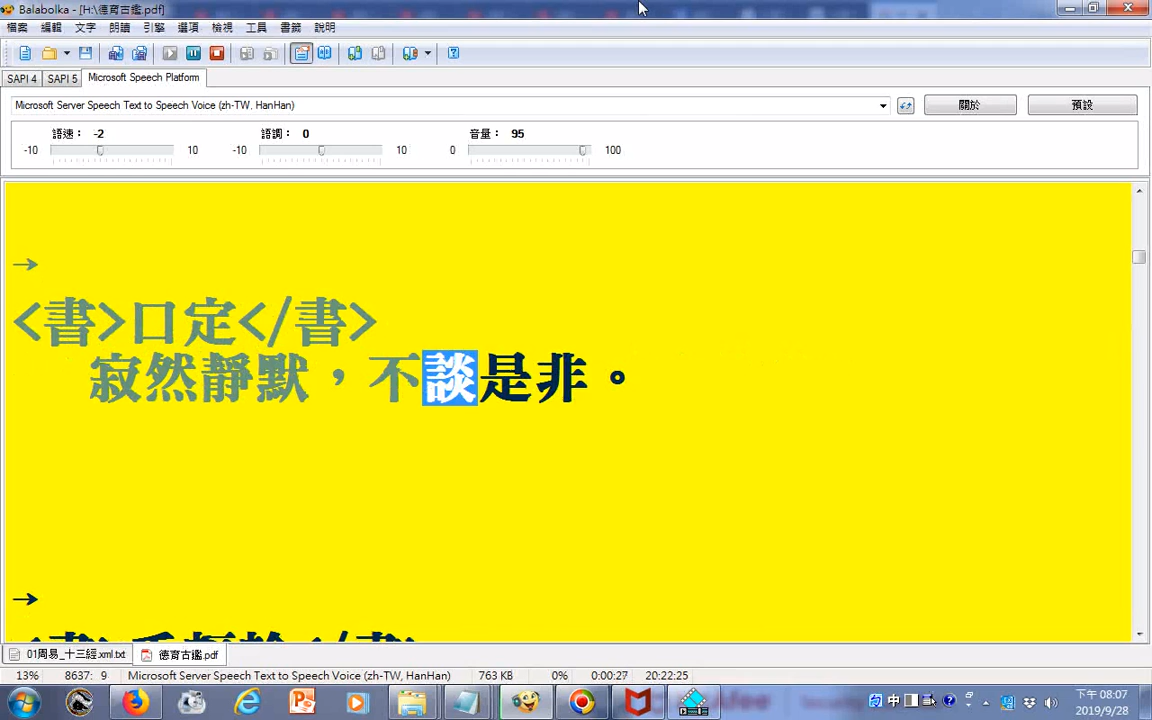 Balabolka - [H:\德育古鑑.pdf]
檔案 編輯 文字 朗讀 引擎 選項 檢視 工具 書籤 說明
SAPI 4 SAPI 5 Microsoft Speech Platform
Microsoft Server Speech Text to Speech Voice (zh-TW, HanHan) 關於 預設
語速： -2 語調： 0 音量： 95
-10 10 -10 10 0 100
→
<書>口定</書>
寂然靜默，不談是非。
→
01周易_十三經.xml.txt 德育古鑑.pdf
13% 8637: 9 Microsoft Server Speech Text to Speech Voice (zh-TW, HanHan) 763 KB 0% 0:00:27 20:22:25
中 下午 08:07
2019/9/28